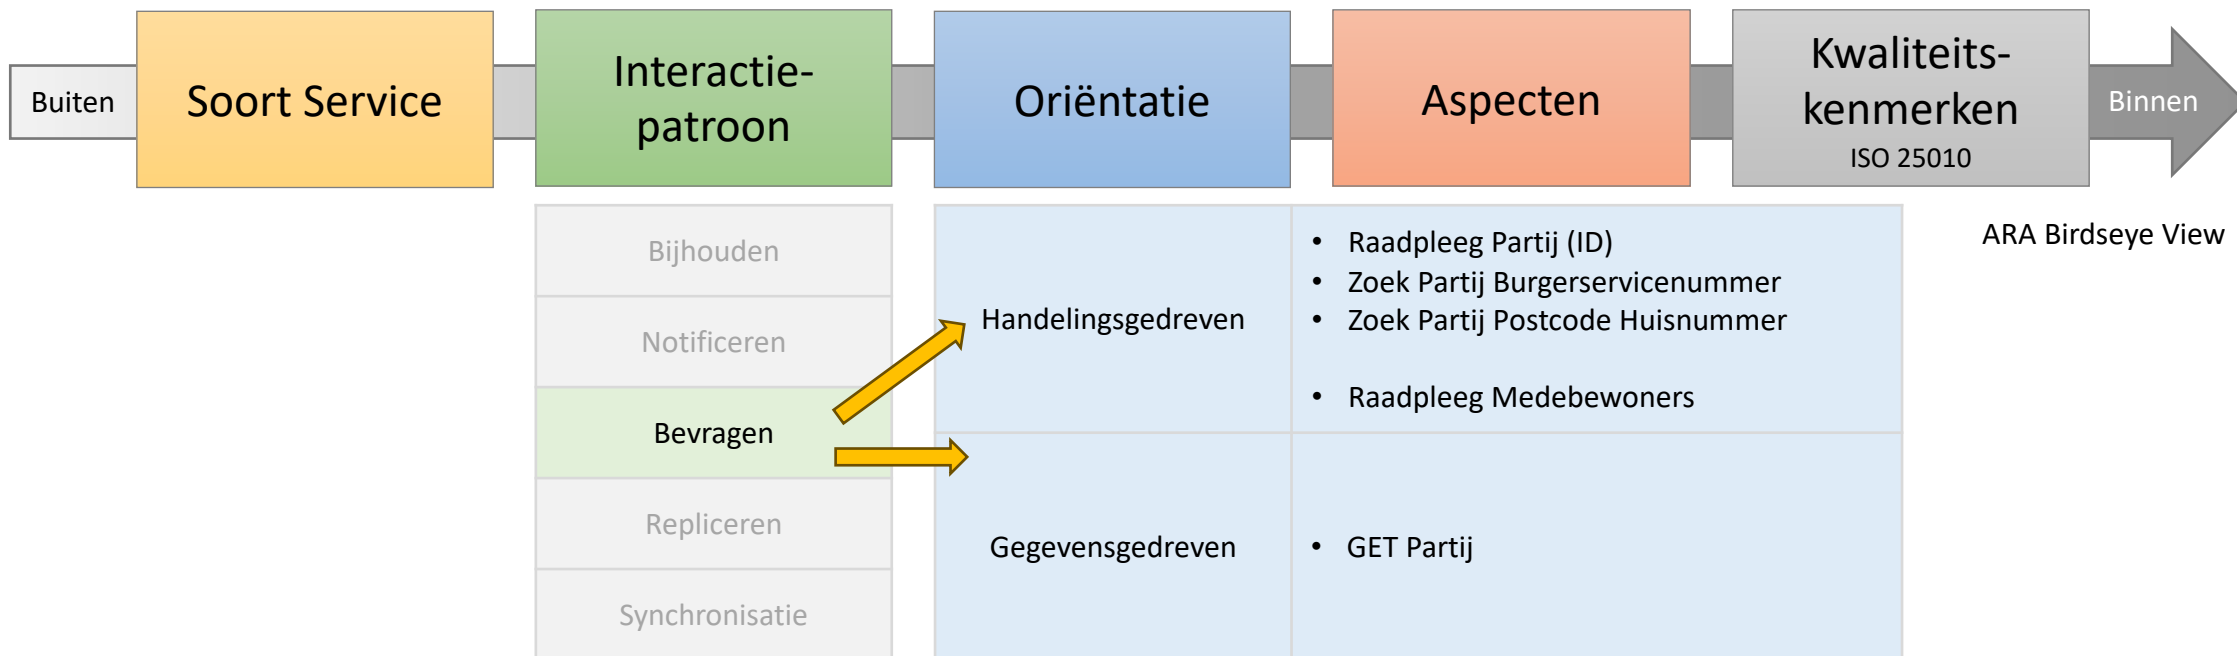 Buiten
Soort Service
Interactie-
patroon
Oriëntatie
Aspecten
Kwaliteits-
kenmerken
ISO 25010
Binnen
ARA Birdseye View
Bijhouden
Notificeren
Bevragen
Repliceren
Synchronisatie
Handelingsgedreven
• Raadpleeg Partij (ID)
• Zoek Partij Burgerservicenummer
• Zoek Partij Postcode Huisnummer
• Raadpleeg Medebewoners
Gegevensgedreven
• GET Partij